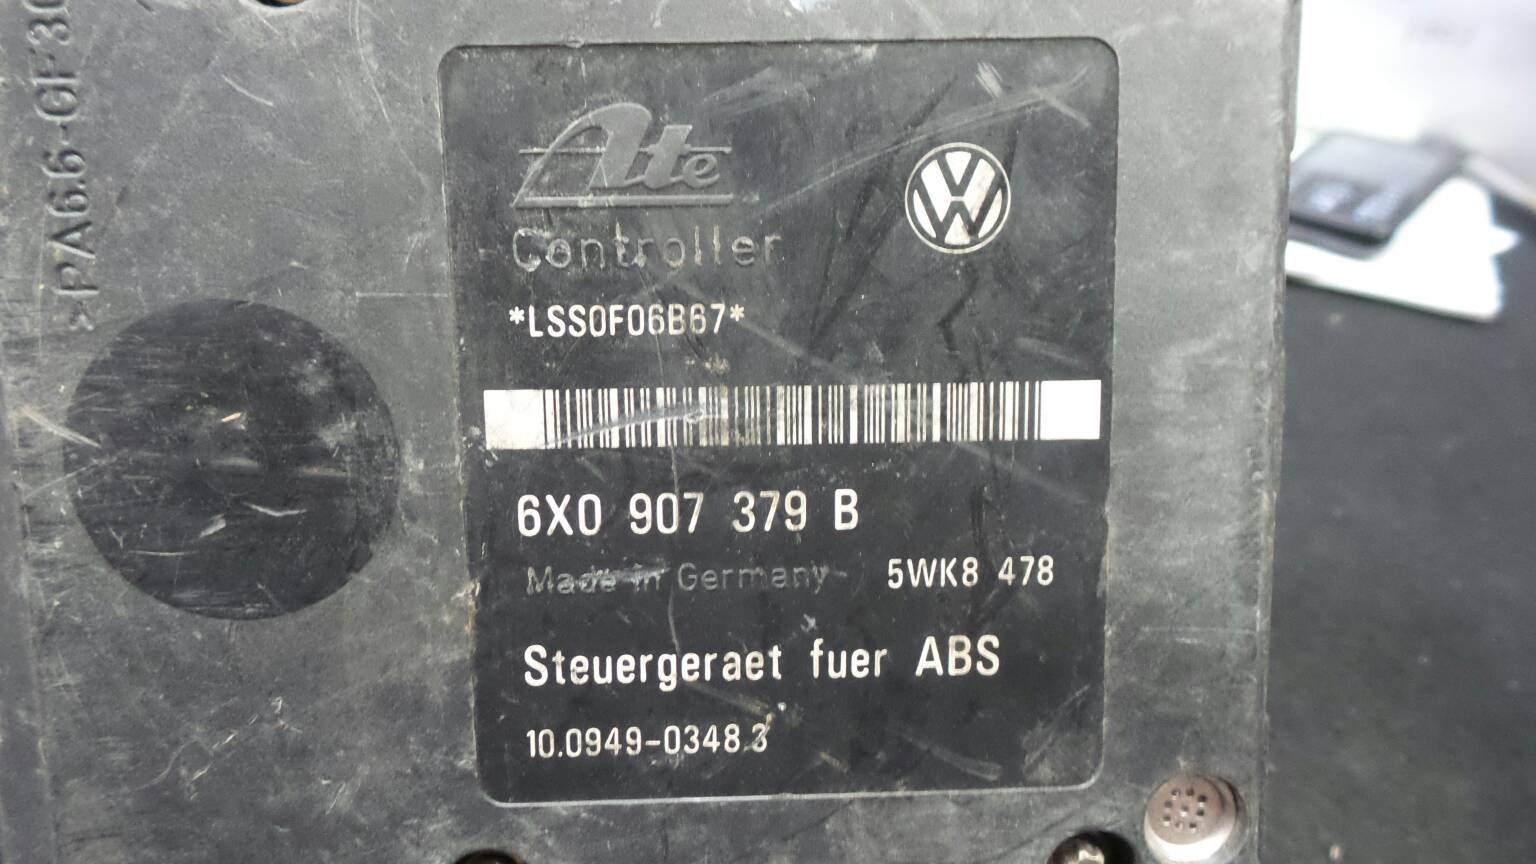 >PA6.6-GF30
Ate
Controller
*LSS0F06B67*
6X0 907 379 B
Made in Germany 5WK8 478
Steuergeraet fuer ABS
10.0949-0348.3